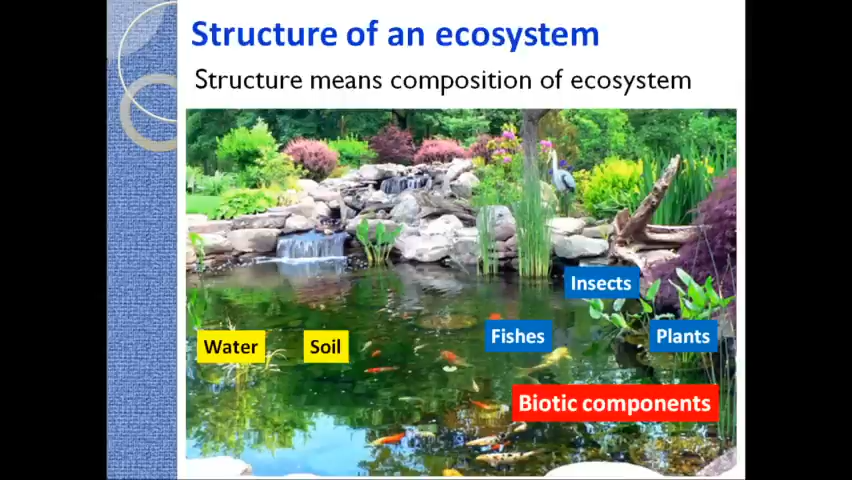 Structure of an ecosystem
Structure means composition of ecosystem
Insects
Fishes
Plants
Water
Soil
Biotic components